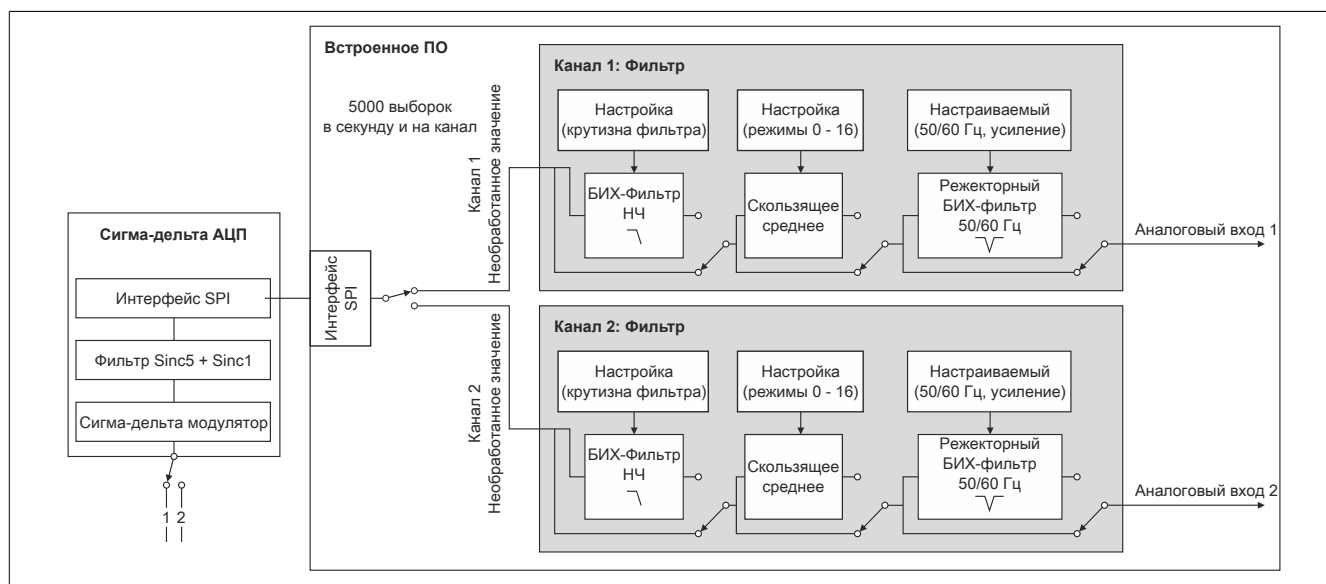 Встроенное ПО
5000 выборок
в секунду и на канал
Канал 1
Необработанное значение
Канал 1: Фильтр
Настройка
(крутизна фильтра)
Настройка
(режимы 0 - 16)
Настраиваемый
(50/60 Гц, усиление)
БИХ-Фильтр
НЧ
Скользящее
среднее
Режекторный
БИХ-фильтр
50/60 Гц
Аналоговый вход 1
Сигма-дельта АЦП
Интерфейс SPI
Фильтр Sinc5 + Sinc1
Сигма-дельта модулятор
1 2
Интерфейс
SPI
Канал 2
Необработанное значение
Канал 2: Фильтр
Настройка
(крутизна фильтра)
Настройка
(режимы 0 - 16)
Настраиваемый
(50/60 Гц, усиление)
БИХ-Фильтр
НЧ
Скользящее
среднее
Режекторный
БИХ-фильтр
50/60 Гц
Аналоговый вход 2